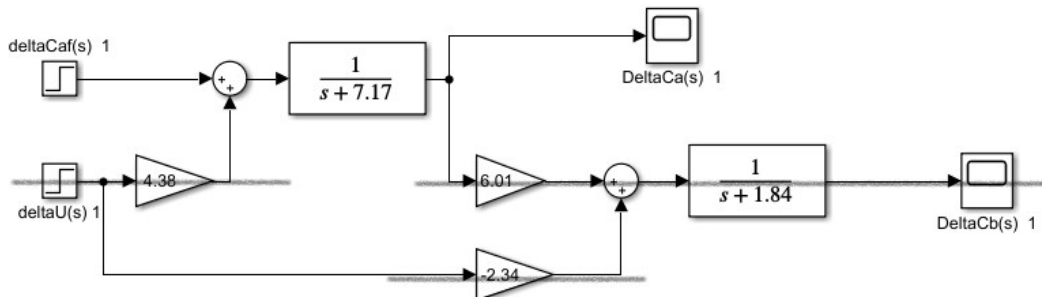 deltaCaf(s) 1
+
+
1
s + 7.17
DeltaCa(s) 1
4.38
deltaU(s) 1
6.01
+
+
1
s + 1.84
DeltaCb(s) 1
-2.34